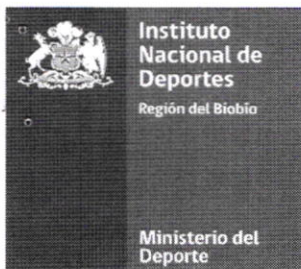 Instituto
Nacional de
Deportes
Región del Biobío
Ministerio del
Deporte